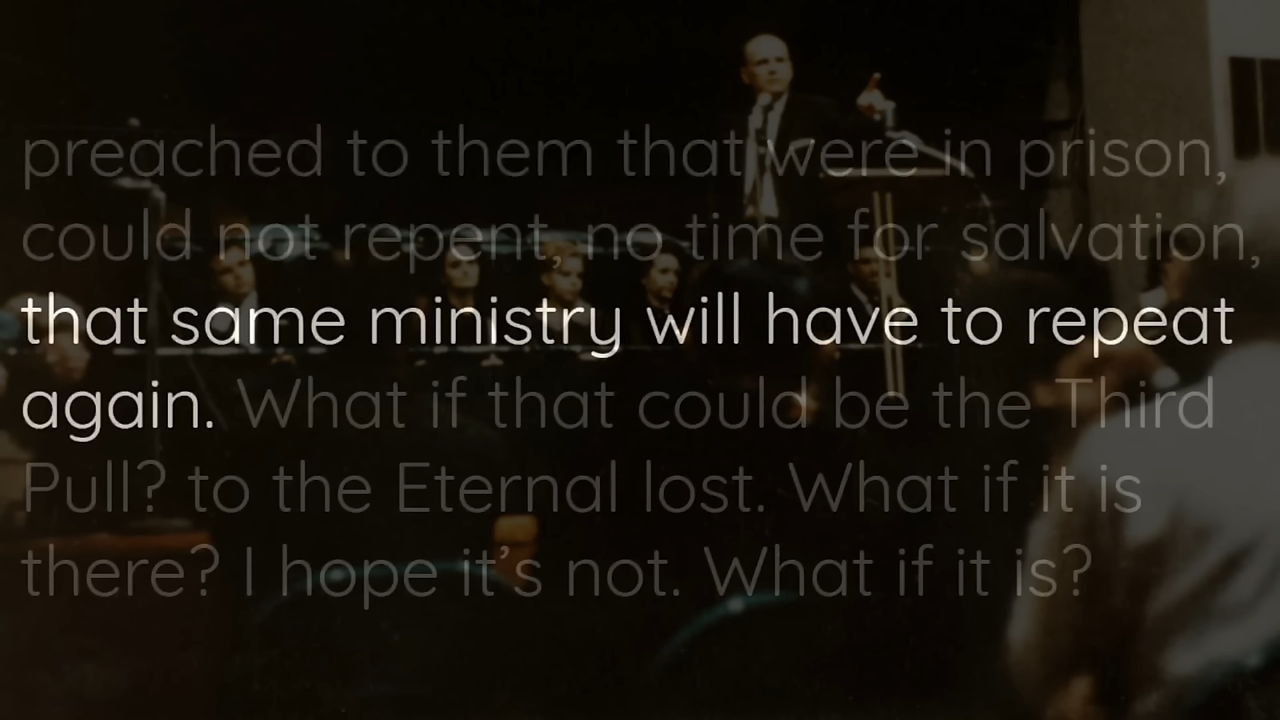 preached to them that were in prison,
could not repent, no time for salvation,
that same ministry will have to repeat
again. What if that could be the Third
Pull? to the Eternal lost. What if it is
there? I hope it’s not. What if it is?